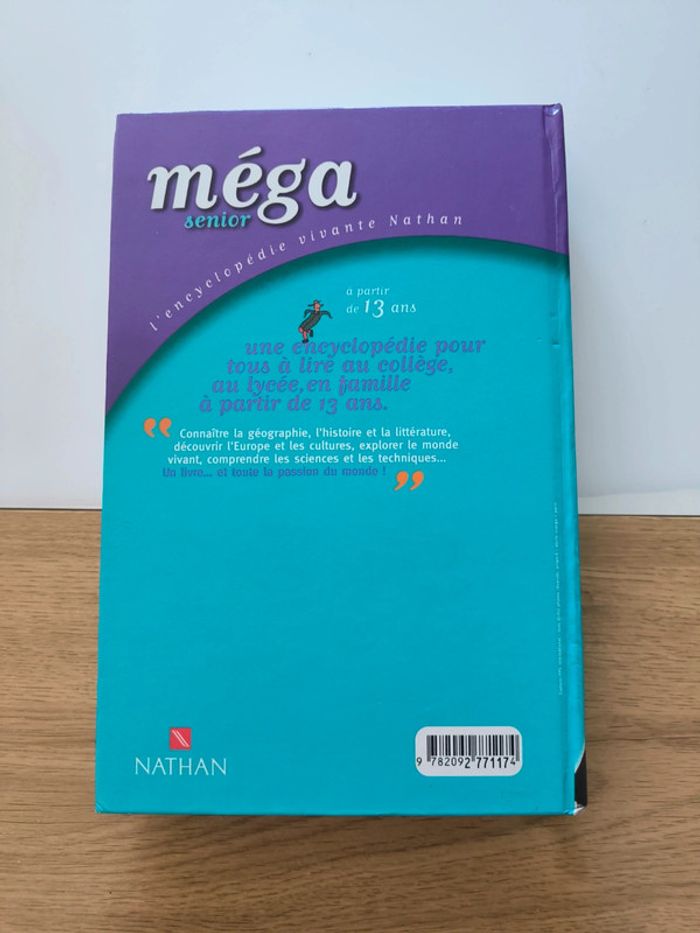 méga
senior
l'encyclopédie vivante Nathan
à partir
de 13 ans
une encyclopédie pour
tous à lire au collège,
au lycée, en famille
à partir de 13 ans.
“ Connaître la géographie, l'histoire et la littérature,
découvrir l'Europe et les cultures, explorer le monde
vivant, comprendre les sciences et les techniques...
Un livre... et toute la passion du monde ! ”
NATHAN
9 782092 771174